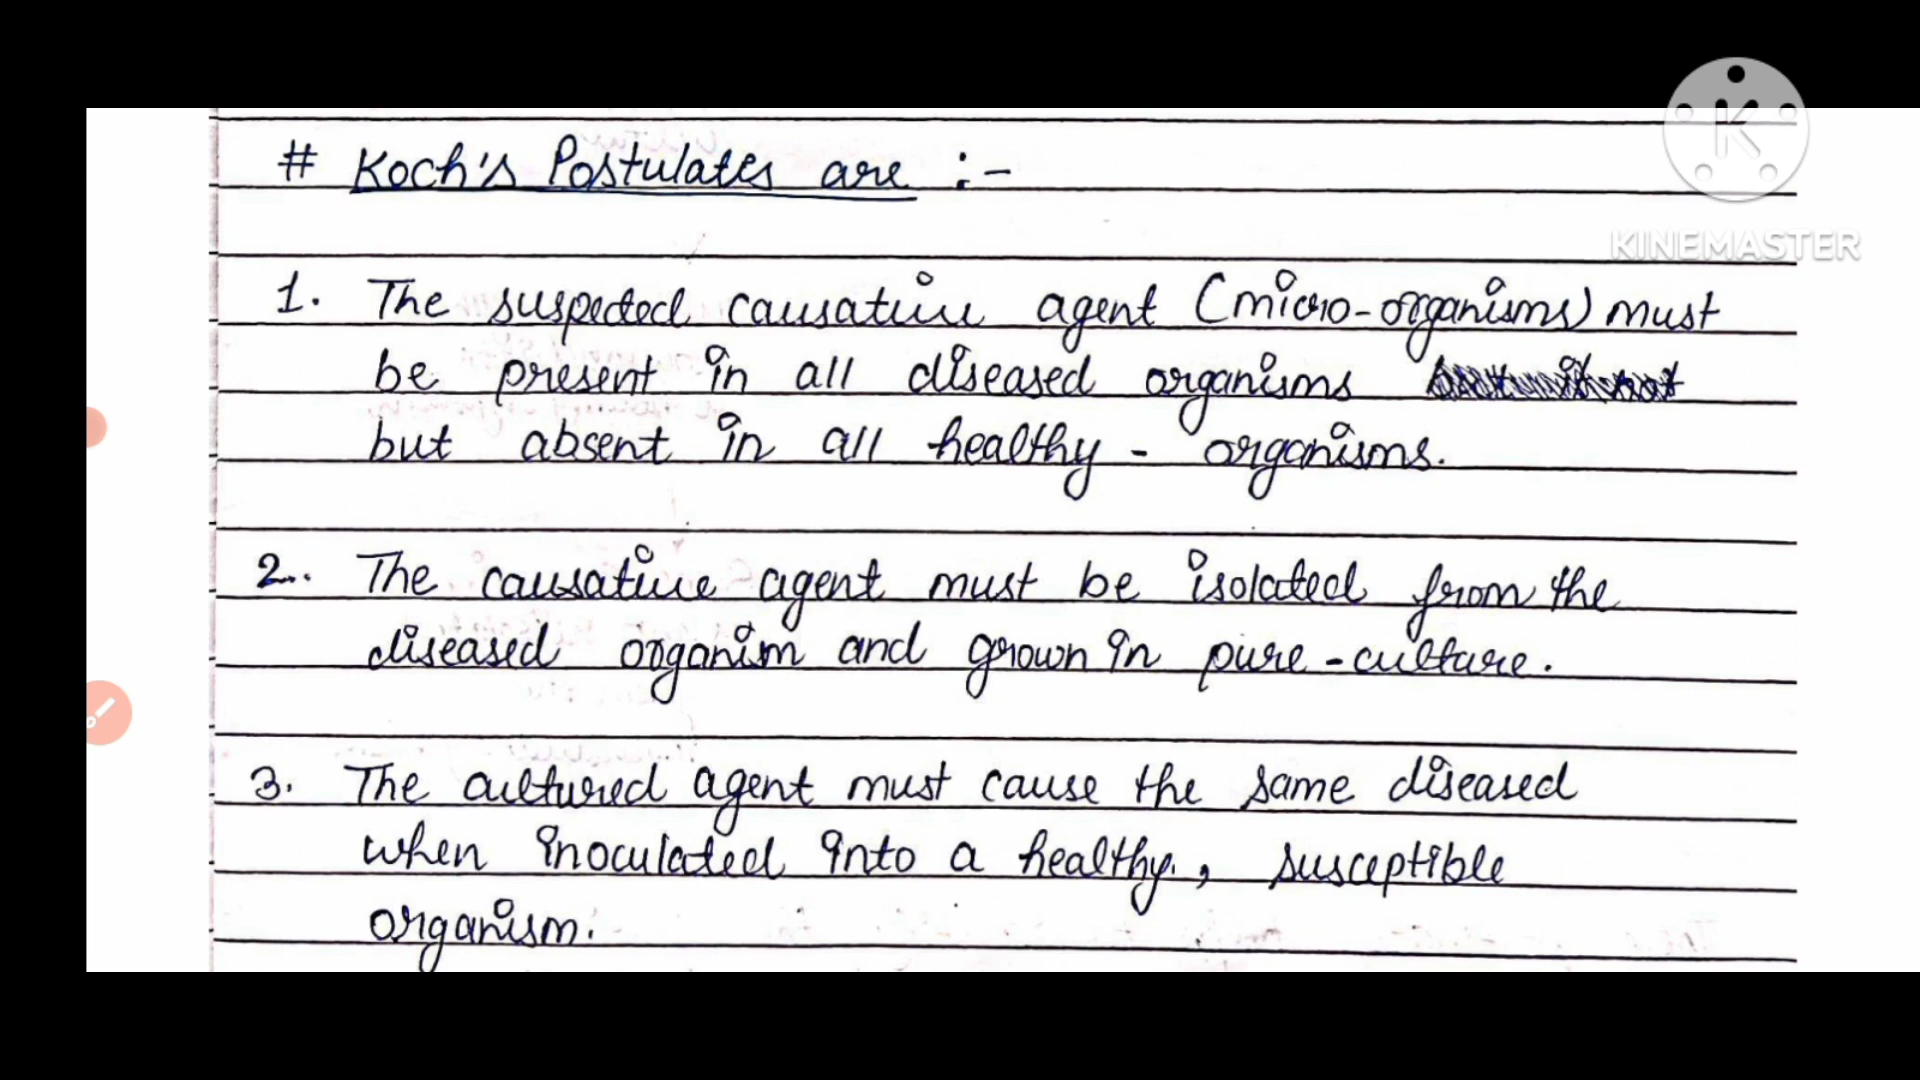 # Koch's Postulates are :-
K
KINEMASTER
1. The suspected causative agent (micro-organisms) must
be present in all diseased organisms
but absent in all healthy - organisms.
2. The causative agent must be isolated from the
diseased organism and grown in pure-culture.
3. The cultured agent must cause the same diseased
when inoculated into a healthy, susceptible
organism.